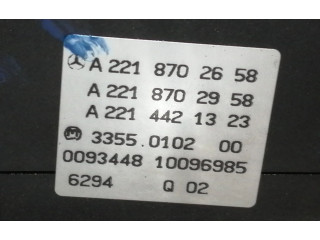 A 221 870 26 58
A 221 870 29 58
A 221 442 13 23
3355.0102 00
0093448 10096985
6294 Q 02